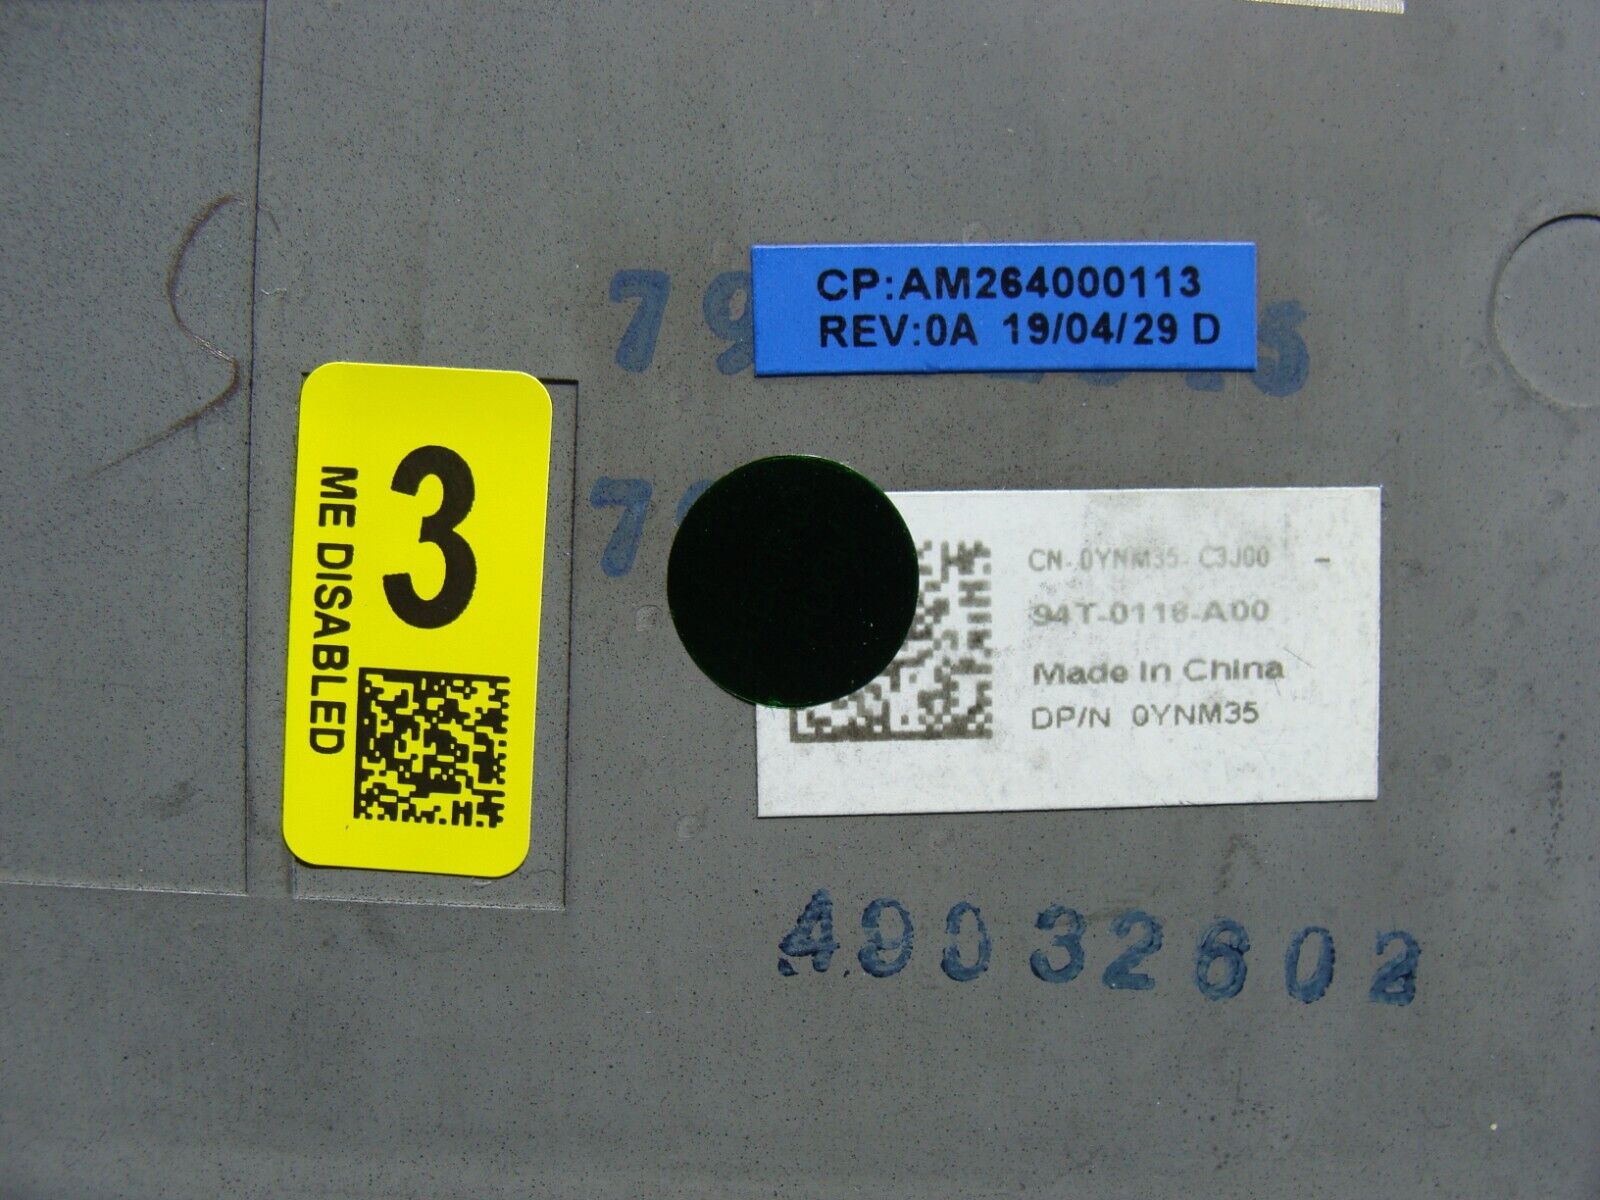 CP:AM264000113
REV:0A 19/04/29 D
3
ME DISABLED
CN-0YNM35-C3J00 -
94T-0116-A00
Made In China
DP/N 0YNM35
49032602